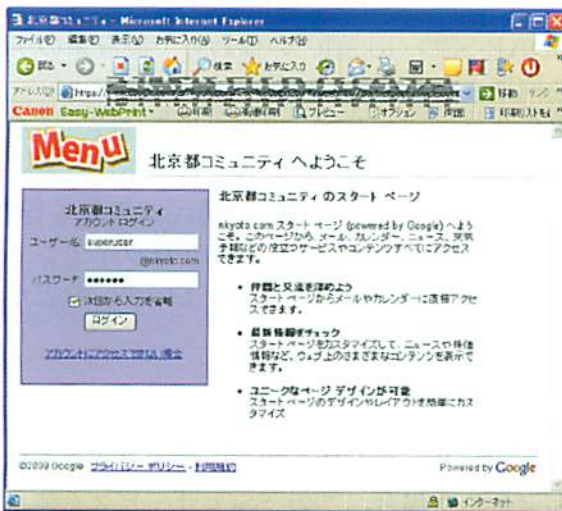 北京都コミュニティ - Microsoft Internet Explorer
ファイル(F) 編集(E) 表示(V) お気に入り(A) ツール(T) ヘルプ(H)
戻る 検索 お気に入り
アドレス(D) https:// 移動 リンク
Canon Easy-WebPrint 印刷 高速印刷 プレビュー オプション 印刷リストを
Menu
北京都コミュニティ へようこそ
北京都コミュニティ
アカウント ログイン
ユーザー名: superuser
@nkyoto.com
パスワード: ●●●●●●
次回から入力を省略
ログイン
アカウントにアクセスできない場合
北京都コミュニティ のスタート ページ
nkyoto.com スタート ページ (powered by Google) へよう
こそ。このページから、メール、カレンダー、ニュース、天気
予報などの役立つサービスやコンテンツすべてにアクセス
できます。
• 仲間と交流を深めよう
スタート ページからメールやカレンダーに直接アクセ
スできます。
• 最新情報をチェック
スタート ページをカスタマイズして、ニュースや株価
情報など、ウェブ上のさまざまなコンテンツを表示で
きます。
• ユニークなページ デザインが可能
スタート ページのデザインやレイアウトを簡単にカス
タマイズ
©2009 Google プライバシー ポリシー - 利用規約
Powered by Google
インターネット